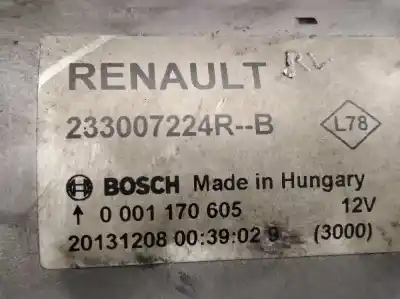 RENAULT
233007224R--B
L78
BOSCH Made in Hungary
↑ 0 001 170 605 12V
20131208 00:39:02 9 (3000)